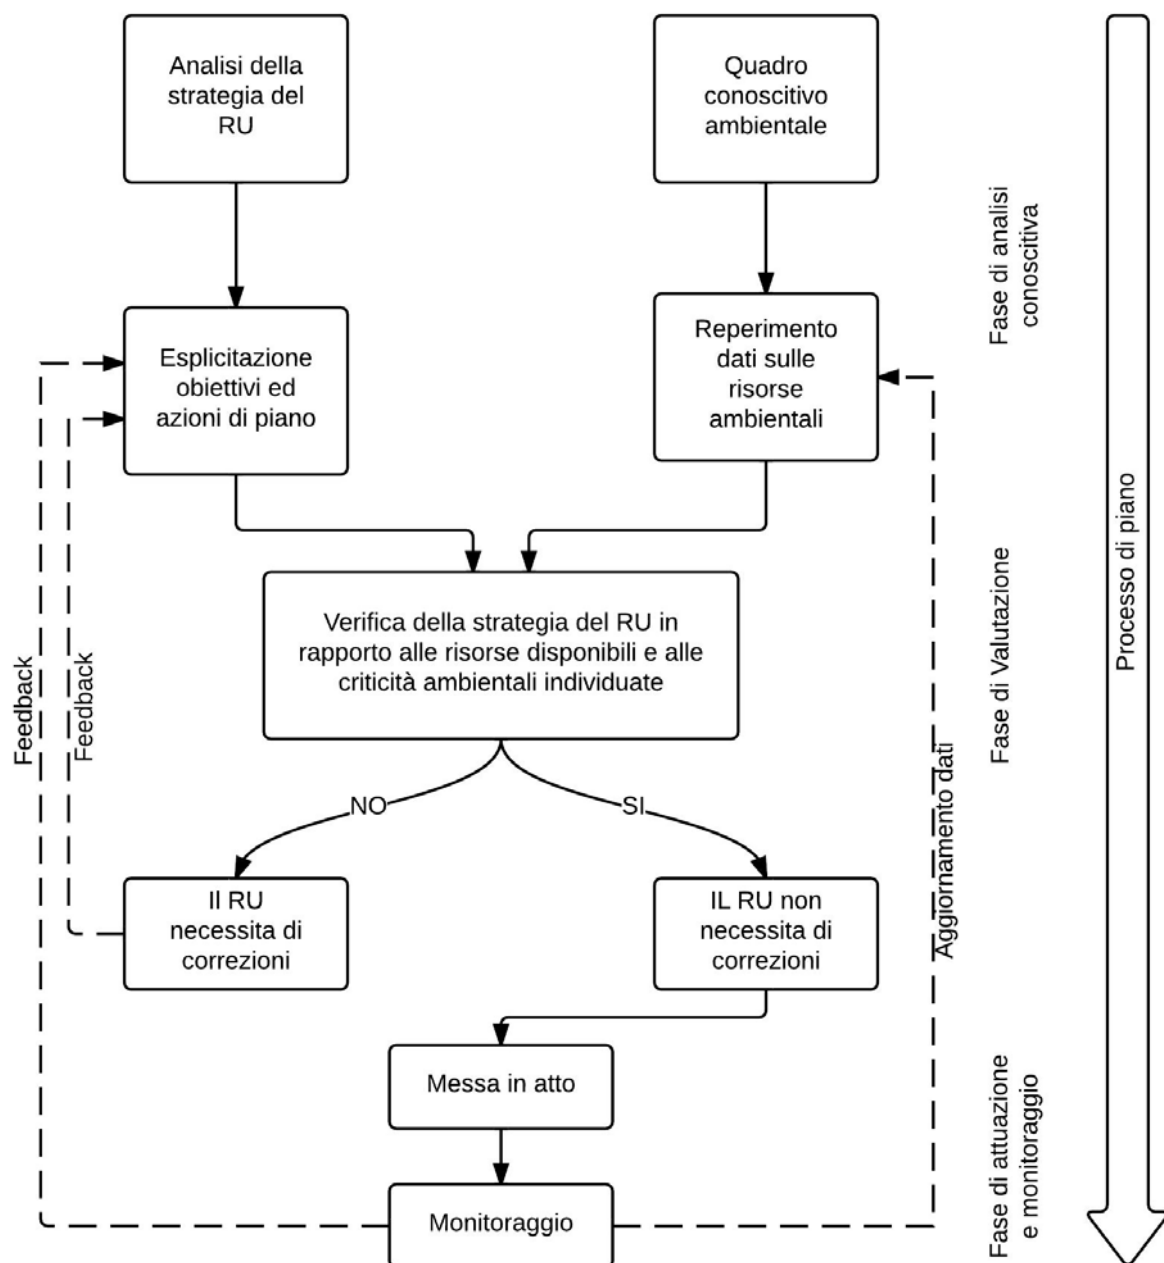 Analisi della
strategia del
RU
Quadro
conoscitivo
ambientale
Fase di analisi
conoscitiva
Esplicitazione
obiettivi ed
azioni di piano
Reperimento
dati sulle
risorse
ambientali
Processo di piano
Verifica della strategia del RU in
rapporto alle risorse disponibili e alle
criticità ambientali individuate
Fase di Valutazione
Feedback
Feedback
Aggiornamento dati
NO
SI
Il RU
necessita di
correzioni
IL RU non
necessita di
correzioni
Messa in atto
Monitoraggio
Fase di attuazione
e monitoraggio